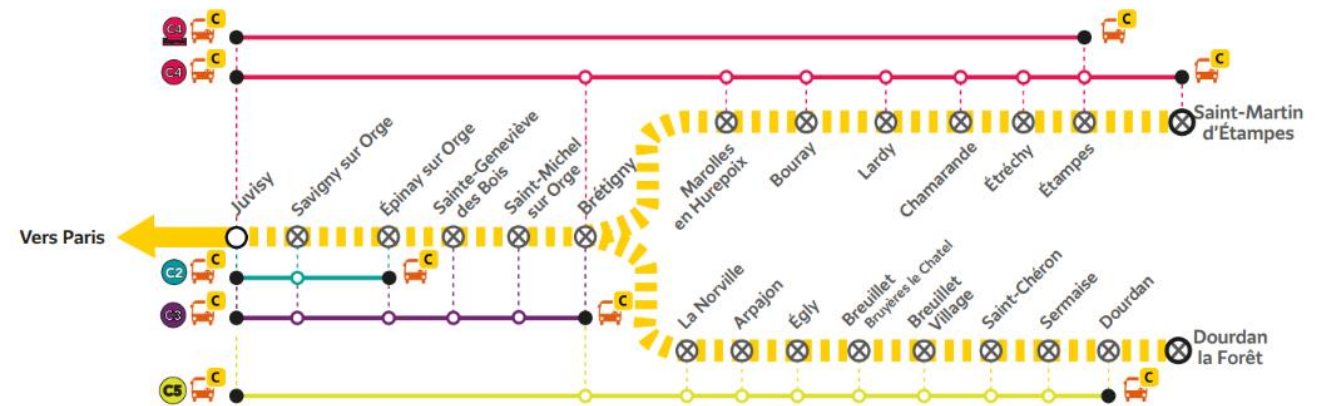 C4 C
C
C4 C
C
Saint-Martin
d'Étampes
Marolles
en Hurepoix
Bouray
Lardy
Chamarande
Étréchy
Étampes
Juvisy
Savigny sur Orge
Épinay sur Orge
Sainte-Geneviève
des Bois
Saint-Michel
sur Orge
Brétigny
Vers Paris
C2 C
C
C3 C
C
La Norville
Arpajon
Égly
Breuillet
Bruyères le Chatel
Breuillet
Village
Saint-Chéron
Sermaise
Dourdan
Dourdan
la Forêt
C5 C
C